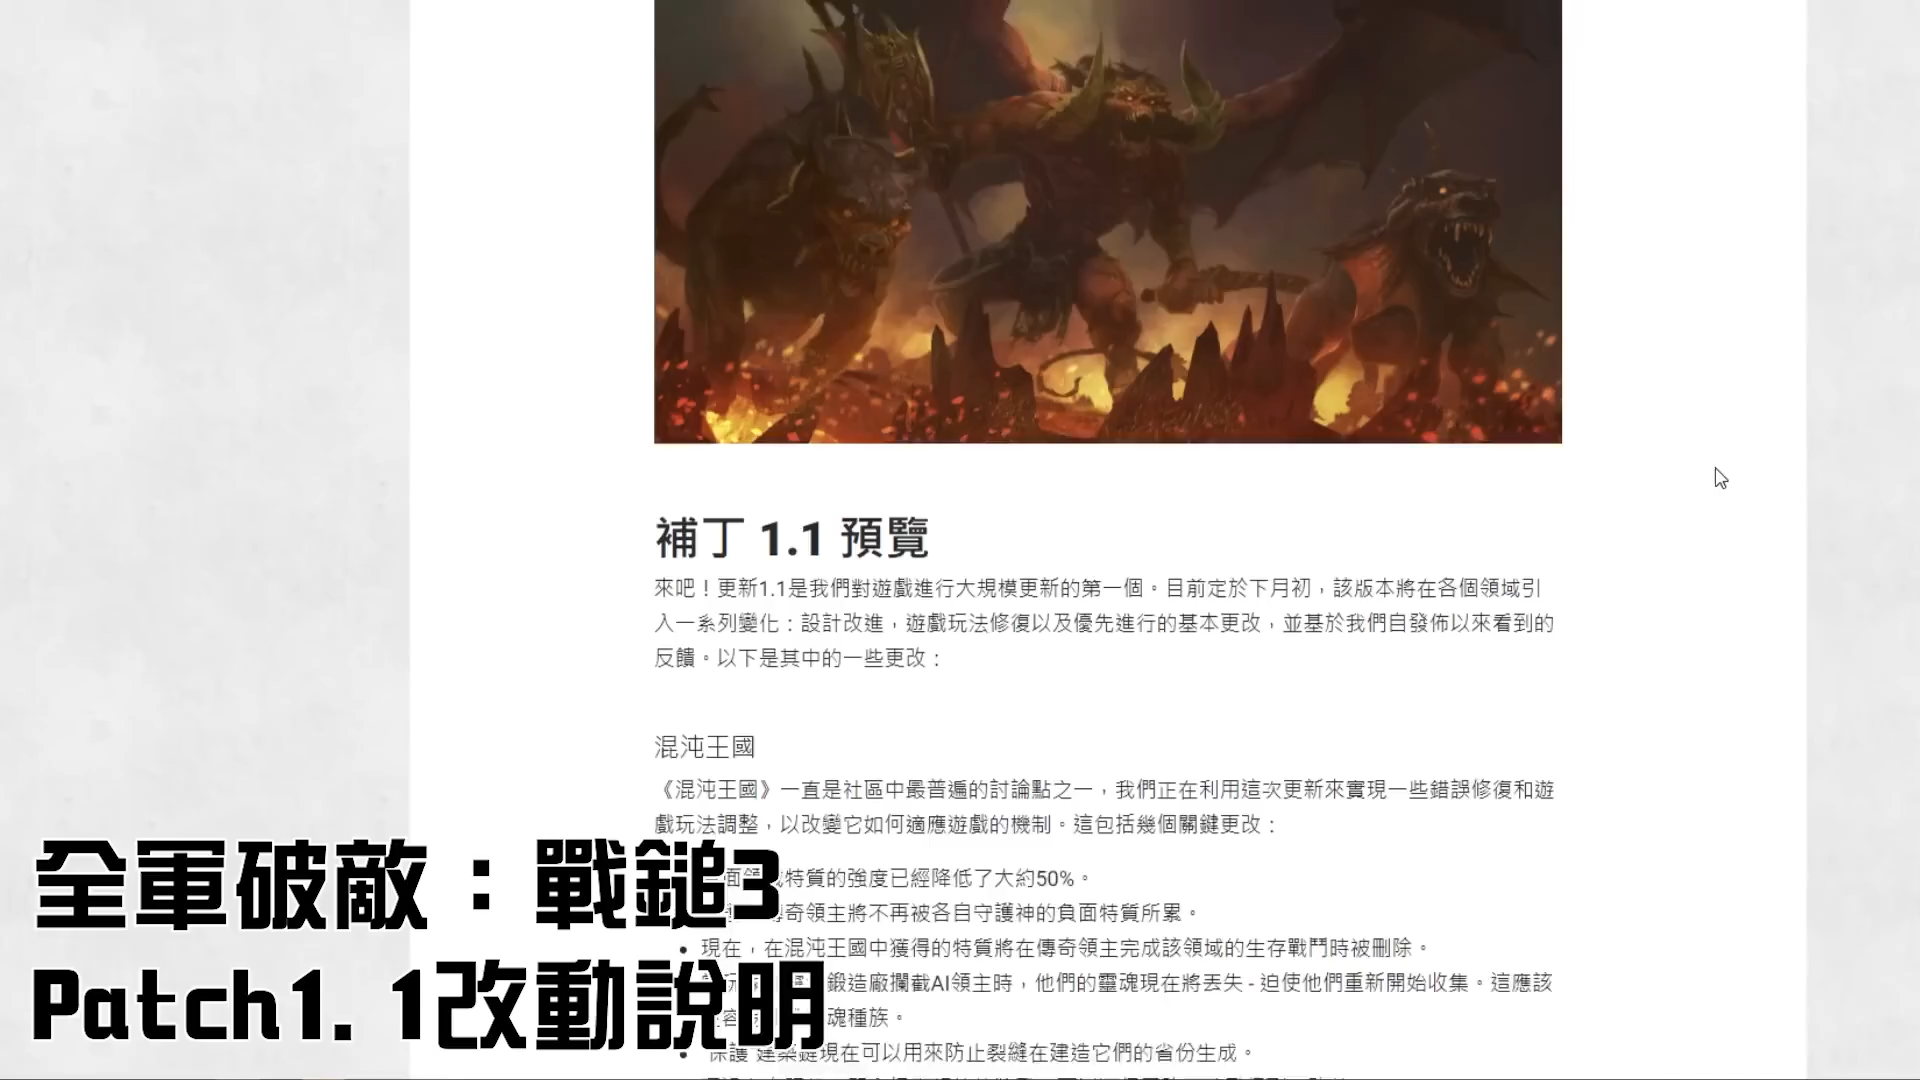 補丁 1.1 預覽
來吧！更新1.1是我們對遊戲進行大規模更新的第一個。目前定於下月初，該版本將在各個領域引
入一系列變化：設計改進，遊戲玩法修復以及優先進行的基本更改，並基於我們自發佈以來看到的
反饋。以下是其中的一些更改：
混沌王國
《混沌王國》一直是社區中最普遍的討論點之一，我們正在利用這次更新來實現一些錯誤修復和遊
戲玩法調整，以改變它如何適應遊戲的機制。這包括幾個關鍵更改：
特質的強度已經降低了大約50%。
奇領主將不再被各自守護神的負面特質所累。
現在，在混沌王國中獲得的特質將在傳奇領主完成該領域的生存戰鬥時被刪除。
鍛造廠攔截AI領主時，他們的靈魂現在將丟失 - 迫使他們重新開始收集。這應該
魂種族。
"保護"建築鏈現在可以用來防止裂縫在建造它們的省份生成。
全軍破敵：戰鎚3
Patch1.1改動說明